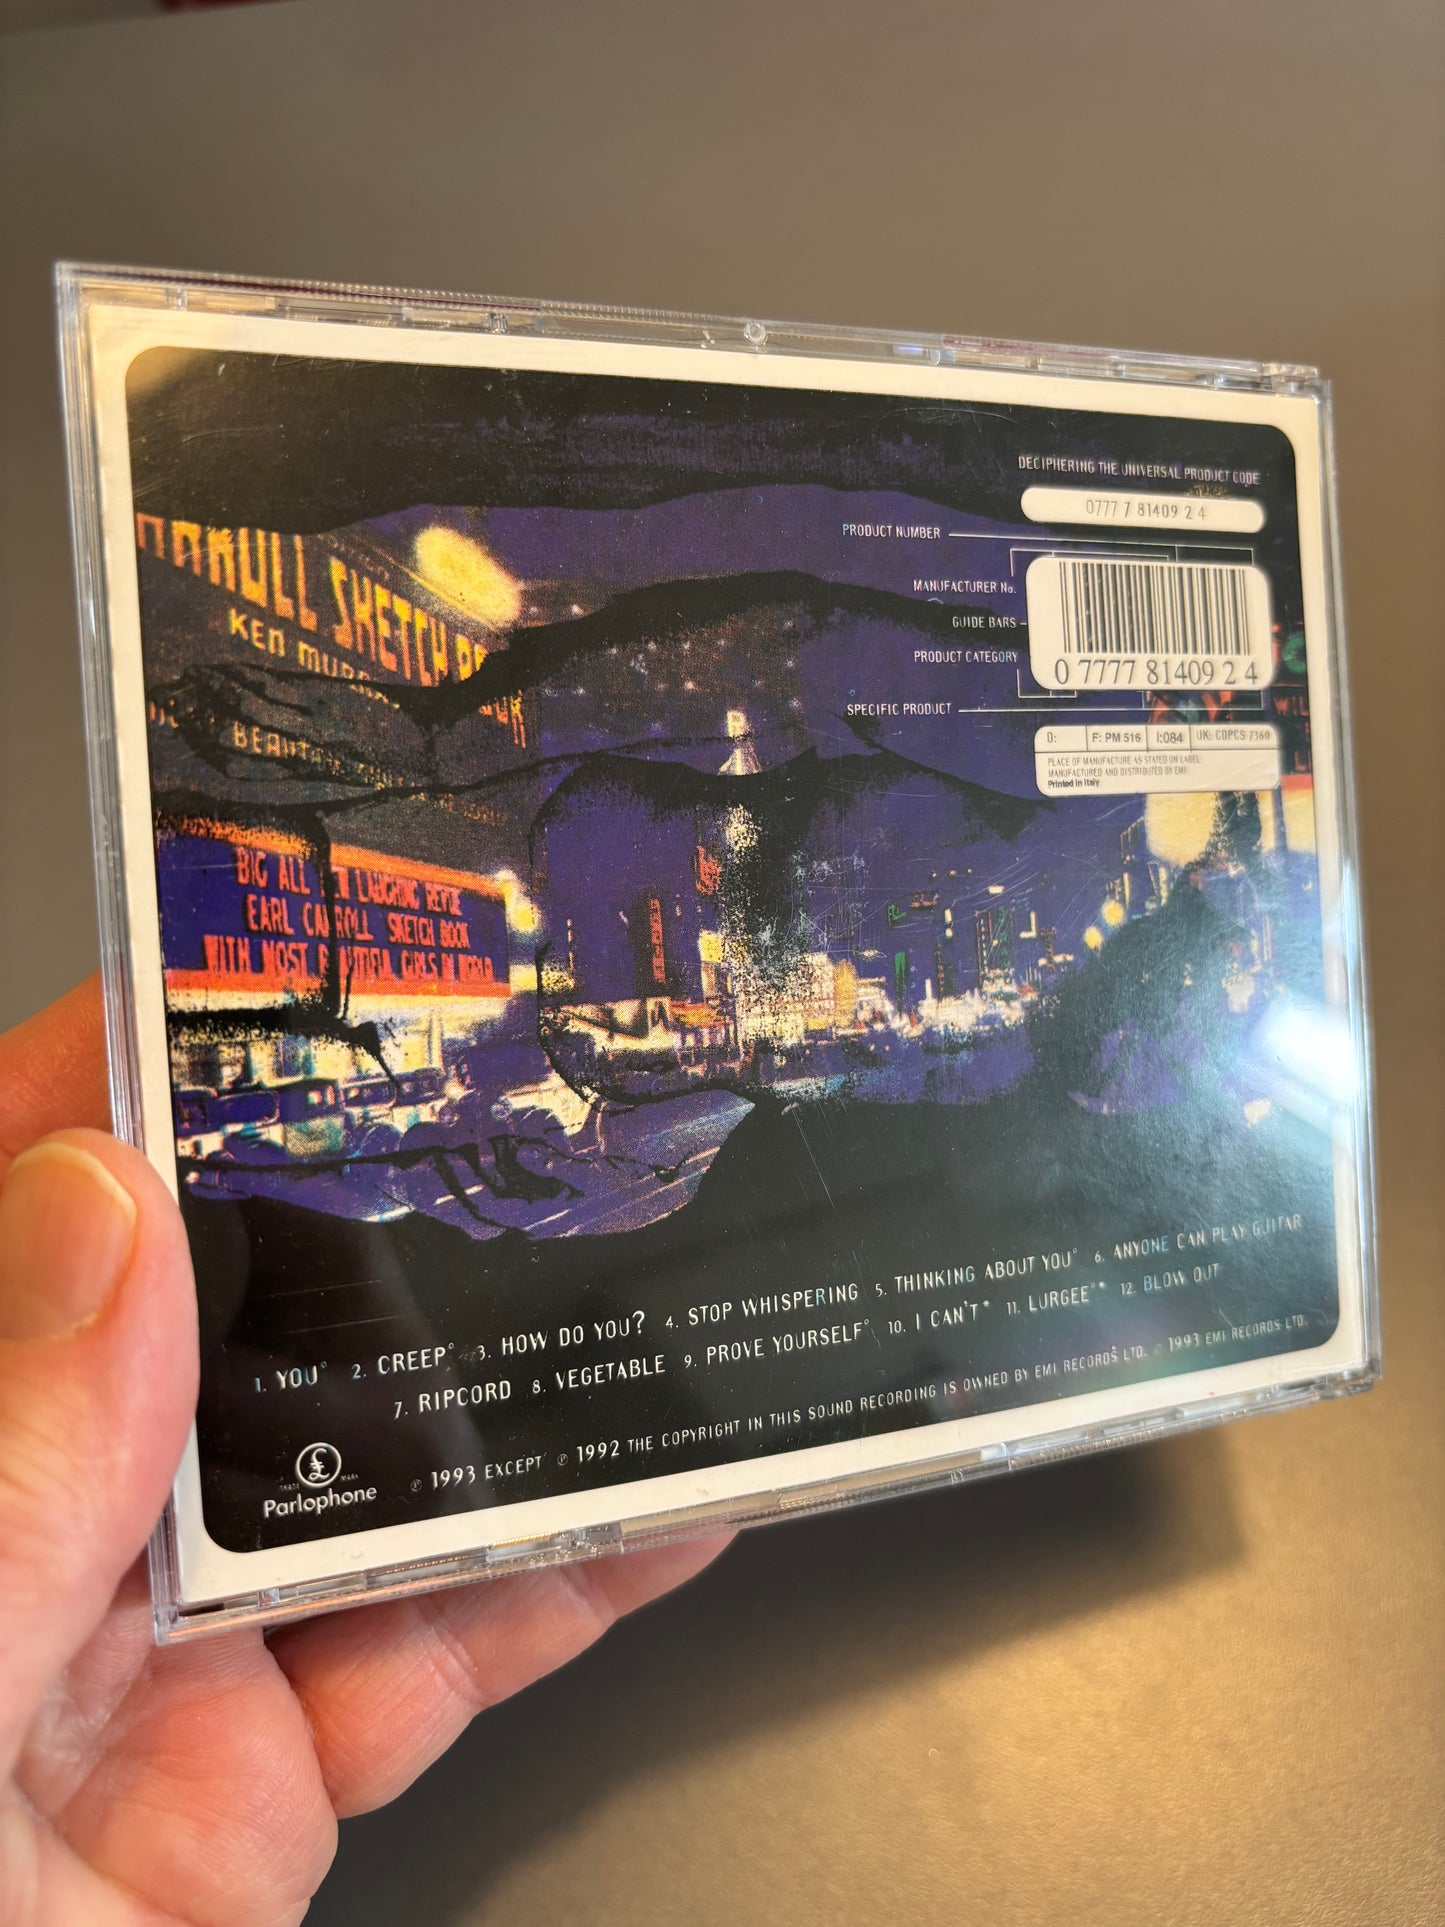 DECIPHERING THE UNIVERSAL PRODUCT CODE
0777 7 81409 2 4
PRODUCT NUMBER
MANUFACTURER No.
GUIDE BARS
PRODUCT CATEGORY
0 7777 81409 2 4
SPECIFIC PRODUCT
D: F: PM 516 I:084 UK: CDPCS 7360
PLACE OF MANUFACTURE AS STATED ON LABEL
MANUFACTURED AND DISTRIBUTED BY EMI
Printed in Italy
RROLL SKETCH
KEN MURR
BIG ALL LAUGHING REVUE
EARL CARROLL SKETCH BOOK
WITH MOST BEAUTIFUL GIRLS IN WORLD
1. YOU° 2. CREEP° 3. HOW DO YOU? 4. STOP WHISPERING 5. THINKING ABOUT YOU° 6. ANYONE CAN PLAY GUITAR
7. RIPCORD 8. VEGETABLE 9. PROVE YOURSELF° 10. I CAN'T* 11. LURGEE°* 12. BLOW OUT
℗ 1993 EXCEPT° ℗ 1992 THE COPYRIGHT IN THIS SOUND RECORDING IS OWNED BY EMI RECORDS LTD. © 1993 EMI RECORDS LTD.
£
TRADE MARK
Parlophone